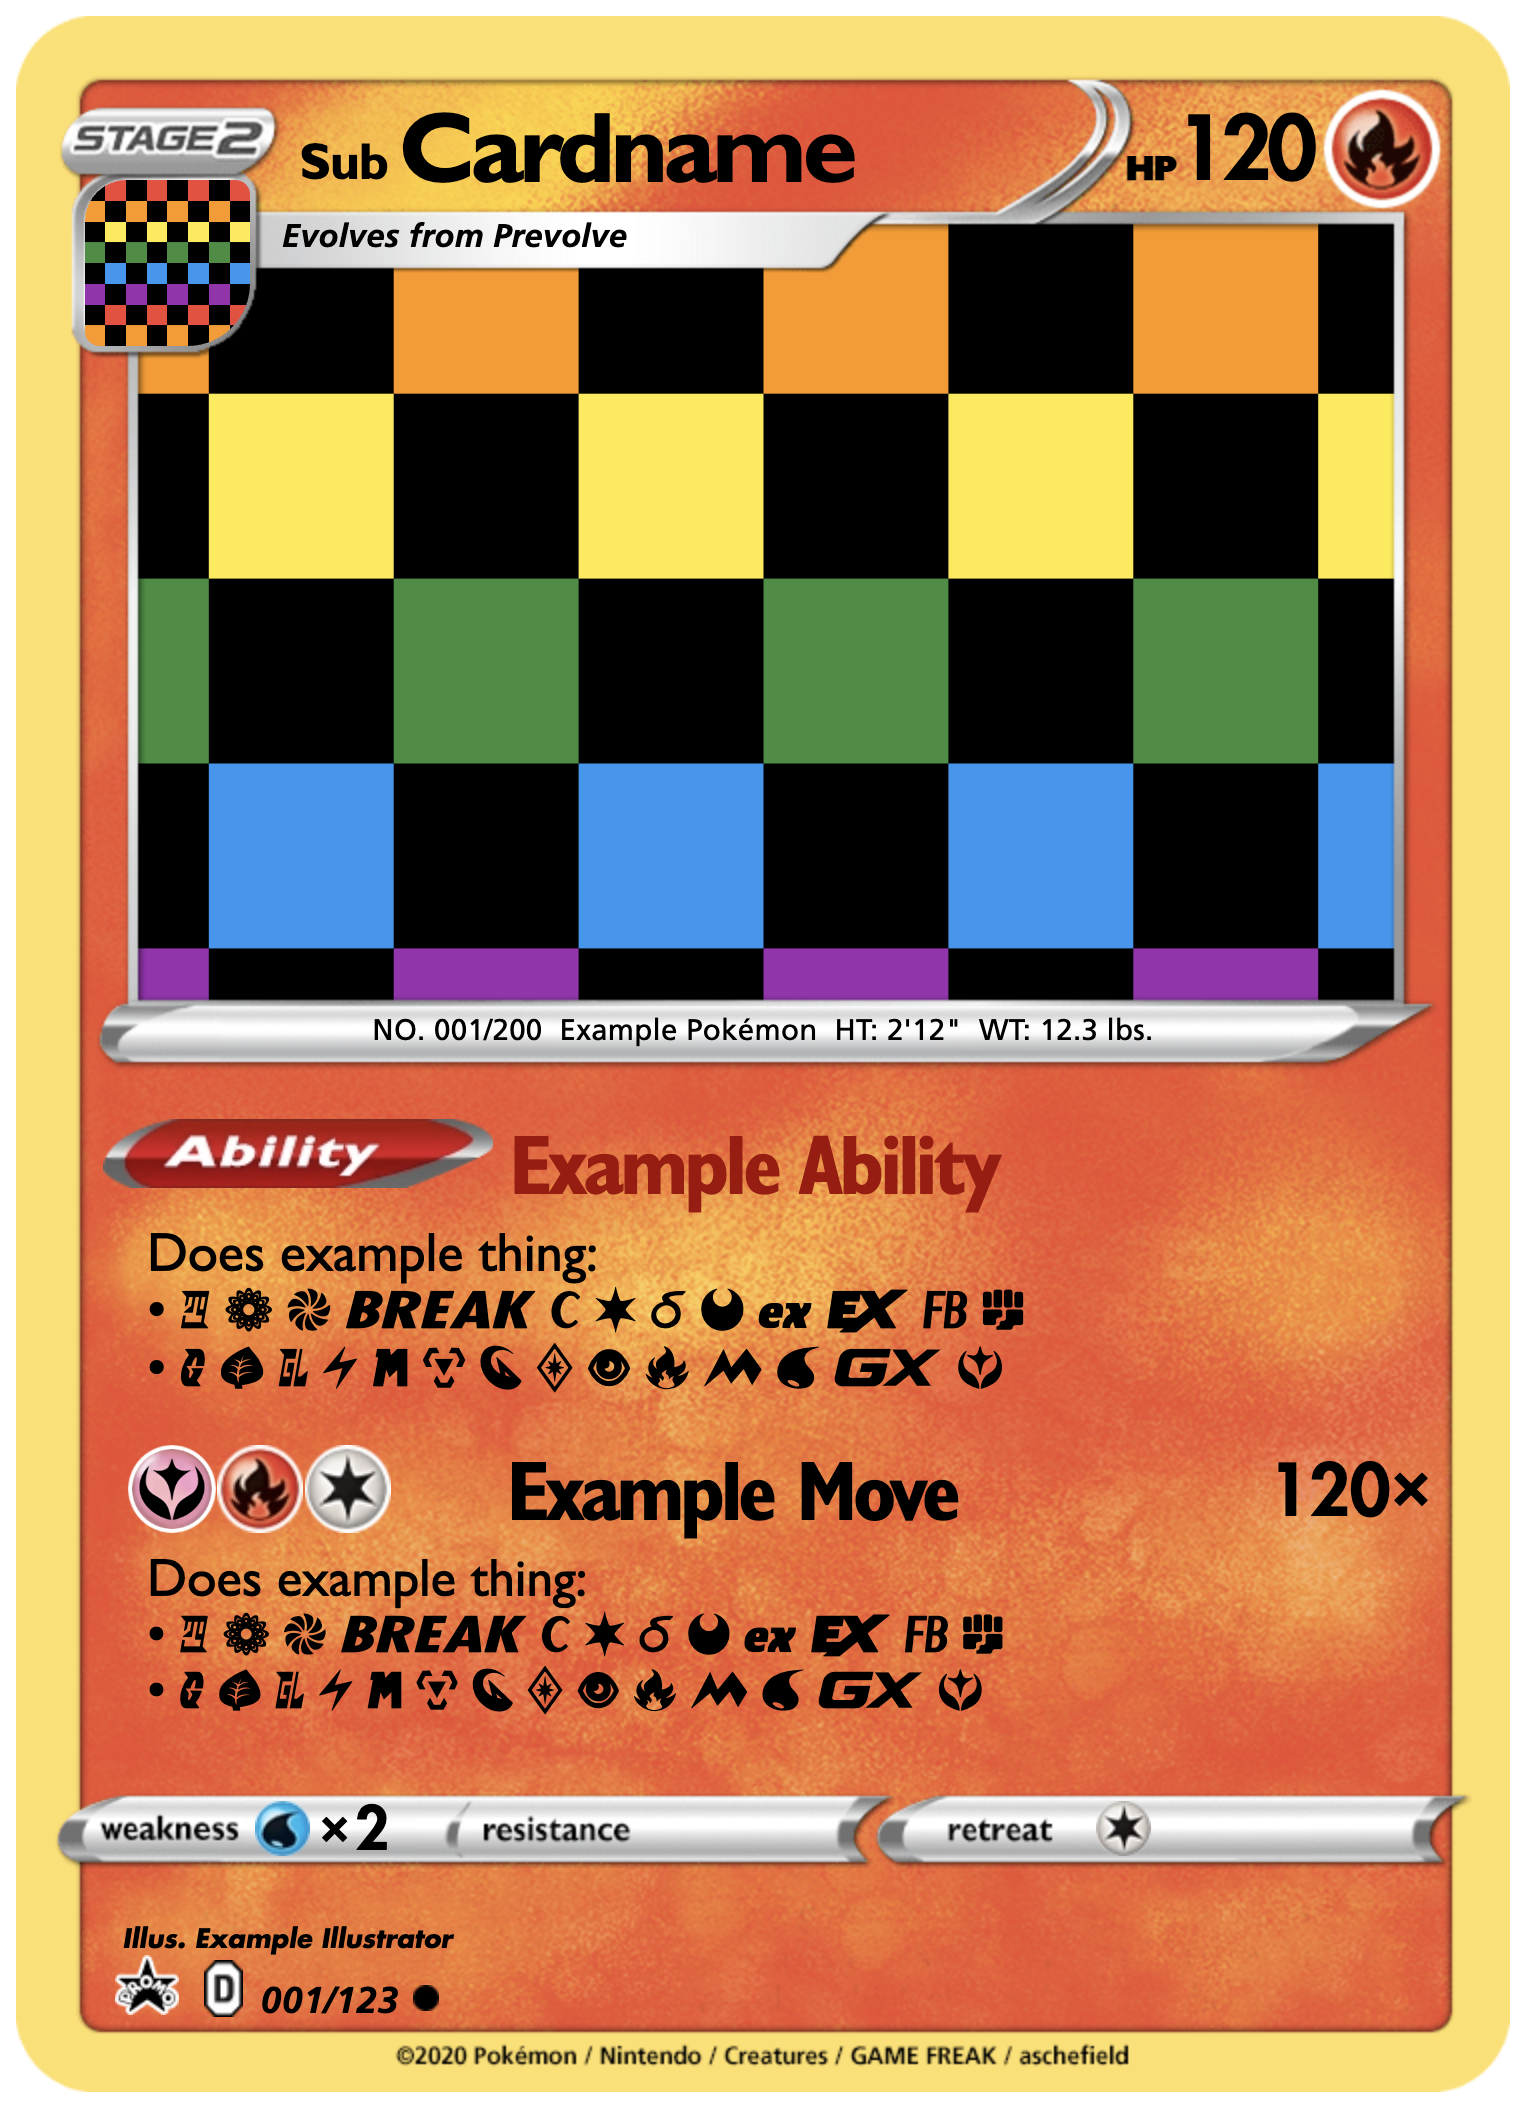 STAGE2
Sub Cardname HP 120
Evolves from Prevolve
NO. 001/200 Example Pokémon HT: 2'12" WT: 12.3 lbs.
Ability Example Ability
Does example thing:
• BREAK C δ ex EX FB
• G GL M GX
Example Move 120×
Does example thing:
• BREAK C δ ex EX FB
• G GL M GX
weakness ×2 resistance retreat
Illus. Example Illustrator
PROMO D 001/123
©2020 Pokémon / Nintendo / Creatures / GAME FREAK / aschefield